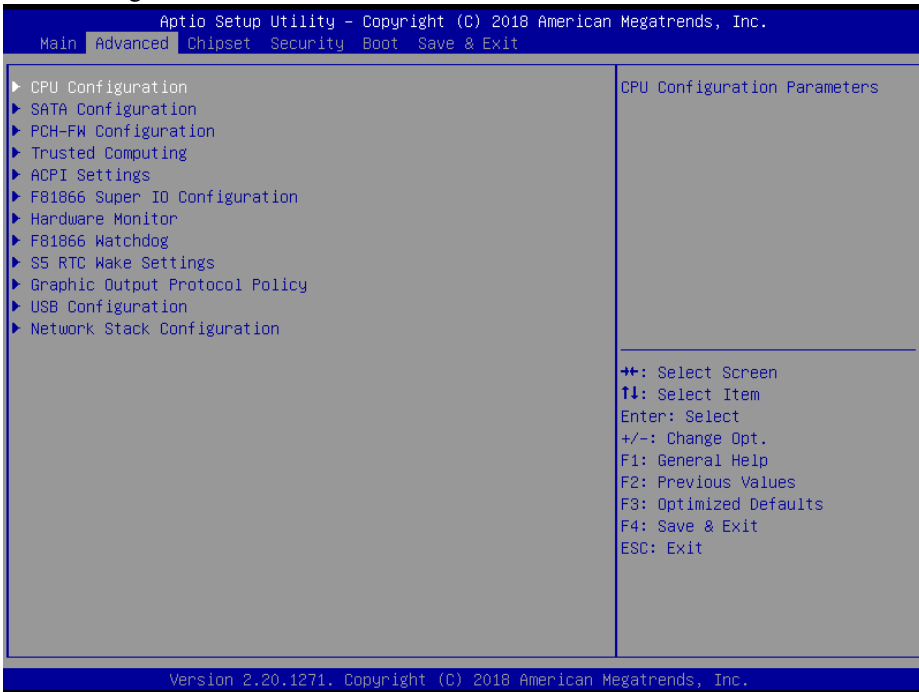 Aptio Setup Utility – Copyright (C) 2018 American Megatrends, Inc.
Main Advanced Chipset Security Boot Save & Exit
CPU Configuration
SATA Configuration
PCH-FW Configuration
Trusted Computing
ACPI Settings
F81866 Super IO Configuration
Hardware Monitor
F81866 Watchdog
S5 RTC Wake Settings
Graphic Output Protocol Policy
USB Configuration
Network Stack Configuration
CPU Configuration Parameters
→←: Select Screen
↑↓: Select Item
Enter: Select
+/-: Change Opt.
F1: General Help
F2: Previous Values
F3: Optimized Defaults
F4: Save & Exit
ESC: Exit
Version 2.20.1271. Copyright (C) 2018 American Megatrends, Inc.